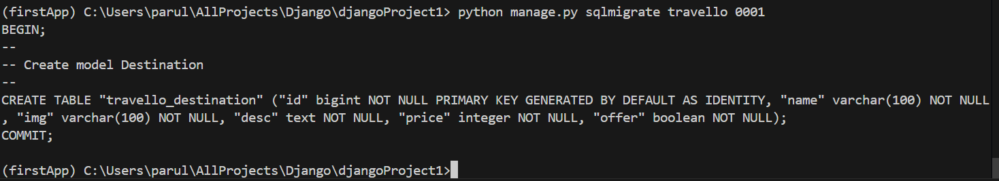 (firstApp) C:\Users\parul\AllProjects\Django\djangoProject1> python manage.py sqlmigrate travello 0001
BEGIN;
--
-- Create model Destination
--
CREATE TABLE "travello_destination" ("id" bigint NOT NULL PRIMARY KEY GENERATED BY DEFAULT AS IDENTITY, "name" varchar(100) NOT NULL
, "img" varchar(100) NOT NULL, "desc" text NOT NULL, "price" integer NOT NULL, "offer" boolean NOT NULL);
COMMIT;
(firstApp) C:\Users\parul\AllProjects\Django\djangoProject1>